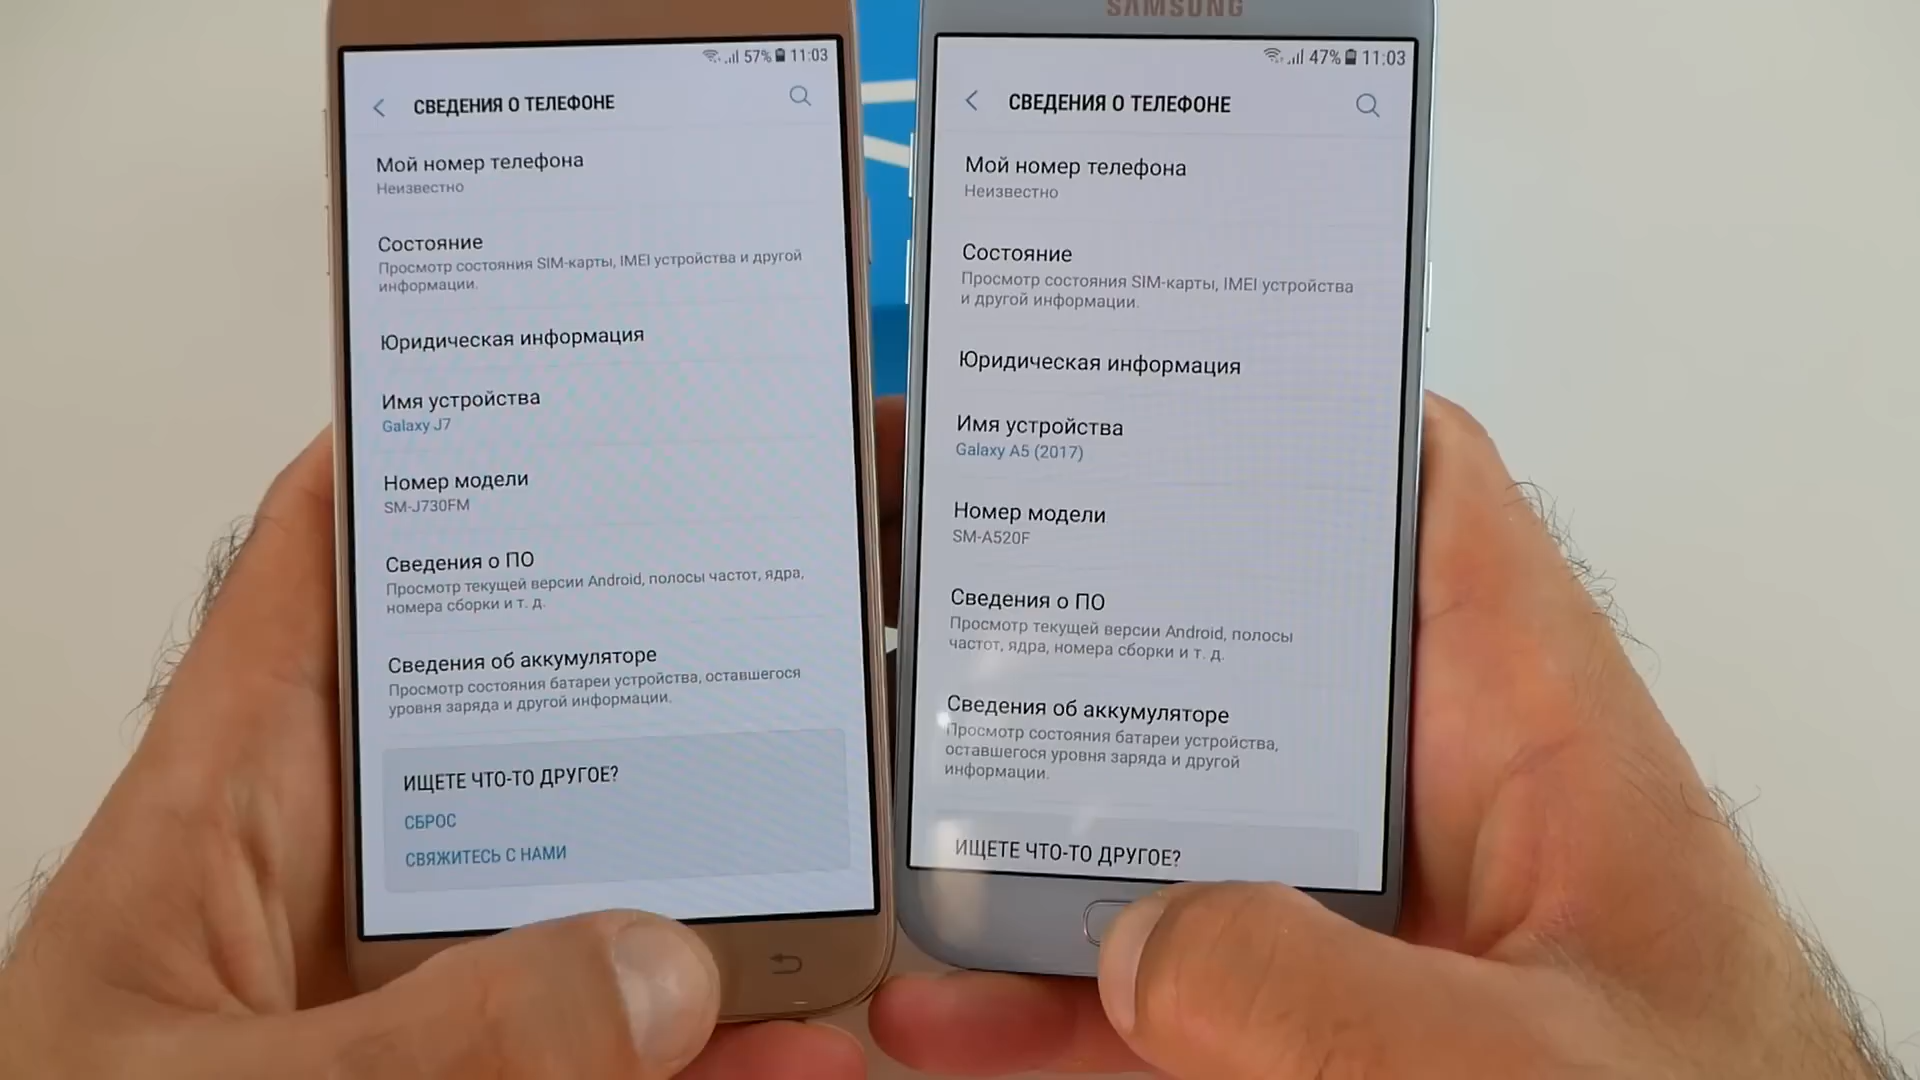 57% 11:03
СВЕДЕНИЯ О ТЕЛЕФОНЕ
Мой номер телефона
Неизвестно
Состояние
Просмотр состояния SIM-карты, IMEI устройства и другой
информации.
Юридическая информация
Имя устройства
Galaxy J7
Номер модели
SM-J730FM
Сведения о ПО
Просмотр текущей версии Android, полосы частот, ядра,
номера сборки и т. д.
Сведения об аккумуляторе
Просмотр состояния батареи устройства, оставшегося
уровня заряда и другой информации.
ИЩЕТЕ ЧТО-ТО ДРУГОЕ?
СБРОС
СВЯЖИТЕСЬ С НАМИ
SAMSUNG
47% 11:03
СВЕДЕНИЯ О ТЕЛЕФОНЕ
Мой номер телефона
Неизвестно
Состояние
Просмотр состояния SIM-карты, IMEI устройства
и другой информации.
Юридическая информация
Имя устройства
Galaxy A5 (2017)
Номер модели
SM-A520F
Сведения о ПО
Просмотр текущей версии Android, полосы
частот, ядра, номера сборки и т. д.
Сведения об аккумуляторе
Просмотр состояния батареи устройства,
оставшегося уровня заряда и другой
информации.
ИЩЕТЕ ЧТО-ТО ДРУГОЕ?